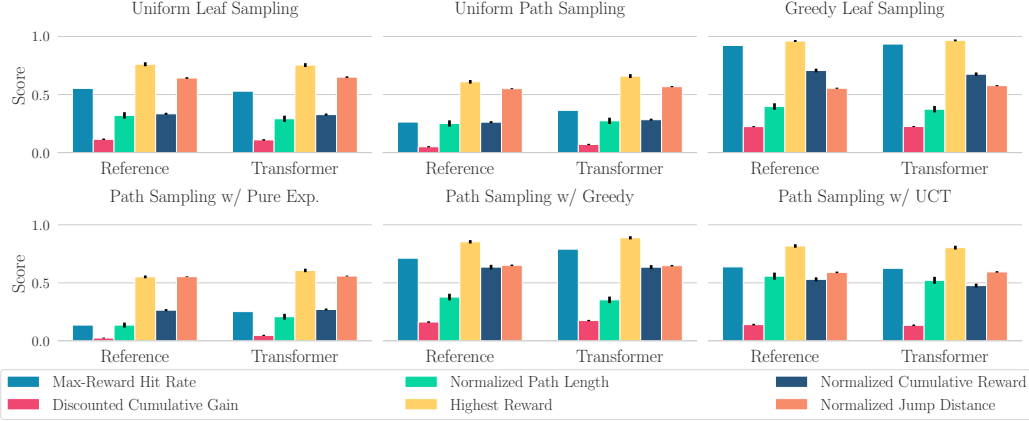 Uniform Leaf Sampling
Uniform Path Sampling
Greedy Leaf Sampling
Score
1.0
0.5
0.0
Reference
Transformer
Reference
Transformer
Reference
Transformer
Path Sampling w/ Pure Exp.
Path Sampling w/ Greedy
Path Sampling w/ UCT
Score
1.0
0.5
0.0
Reference
Transformer
Reference
Transformer
Reference
Transformer
Max-Reward Hit Rate
Normalized Path Length
Normalized Cumulative Reward
Discounted Cumulative Gain
Highest Reward
Normalized Jump Distance